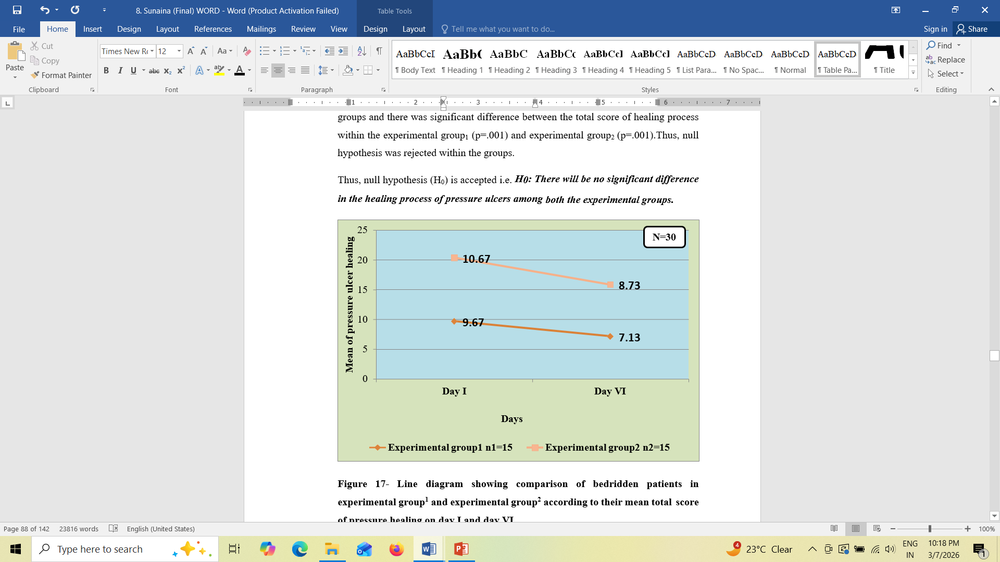 8. Sunaina (Final) WORD - Word (Product Activation Failed)
Table Tools
File Home Insert Design Layout References Mailings Review View Design Layout Tell me what you want to do... Sign in Share
Paste
Cut
Copy
Format Painter
Clipboard
Times New Rc 12
Font
Paragraph
AaBbCcI AaBb( AaBbC AaBbCc AaBbCcI AaBbCcI AaBbCcD AaBbCcD AaBbCcD AaBbCcD
¶ Body Text ¶ Heading 1 ¶ Heading 2 ¶ Heading 3 ¶ Heading 4 ¶ Heading 5 ¶ List Para... ¶ No Spac... ¶ Normal ¶ Table Pa... ¶ Title
Styles
Find
Replace
Select
Editing
1 2 3 4 5 6 7
groups and there was significant difference between the total score of healing process
within the experimental group1 (p=.001) and experimental group2 (p=.001).Thus, null
hypothesis was rejected within the groups.
Thus, null hypothesis (H0) is accepted i.e. H0: There will be no significant difference
in the healing process of pressure ulcers among both the experimental groups.
Mean of pressure ulcer healing
25
20
15
10
5
0
N=30
10.67
8.73
9.67
7.13
Day I Day VI
Days
Experimental group1 n1=15 Experimental group2 n2=15
Figure 17- Line diagram showing comparison of bedridden patients in
experimental group1 and experimental group2 according to their mean total score
of pressure healing on day I and day VI
Page 88 of 142 23816 words English (United States) 100%
Type here to search
4 23°C Clear
ENG
IN
10:18 PM
3/7/2026
1